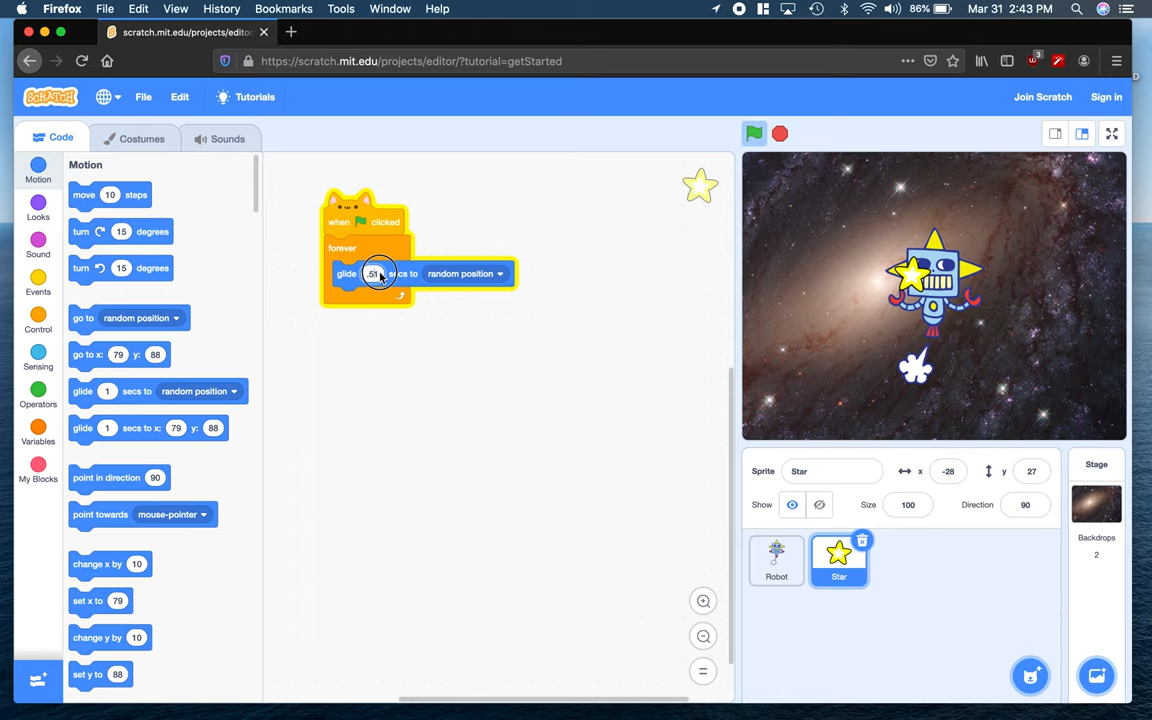 Firefox File Edit View History Bookmarks Tools Window Help 86% Mar 31 2:43 PM
scratch.mit.edu/projects/editor
https://scratch.mit.edu/projects/editor/?tutorial=getStarted
3
SCRATCH File Edit Tutorials Join Scratch Sign in
Code Costumes Sounds
Motion
Looks
Sound
Events
Control
Sensing
Operators
Variables
My Blocks
Motion
move 10 steps
turn 15 degrees
turn 15 degrees
go to random position
go to x: 79 y: 88
glide 1 secs to random position
glide 1 secs to x: 79 y: 88
point in direction 90
point towards mouse-pointer
change x by 10
set x to 79
change y by 10
set y to 88
when clicked
forever
glide .51 secs to random position
Sprite Star x -28 y 27
Show Size 100 Direction 90
Robot
Star
Stage
Backdrops
2